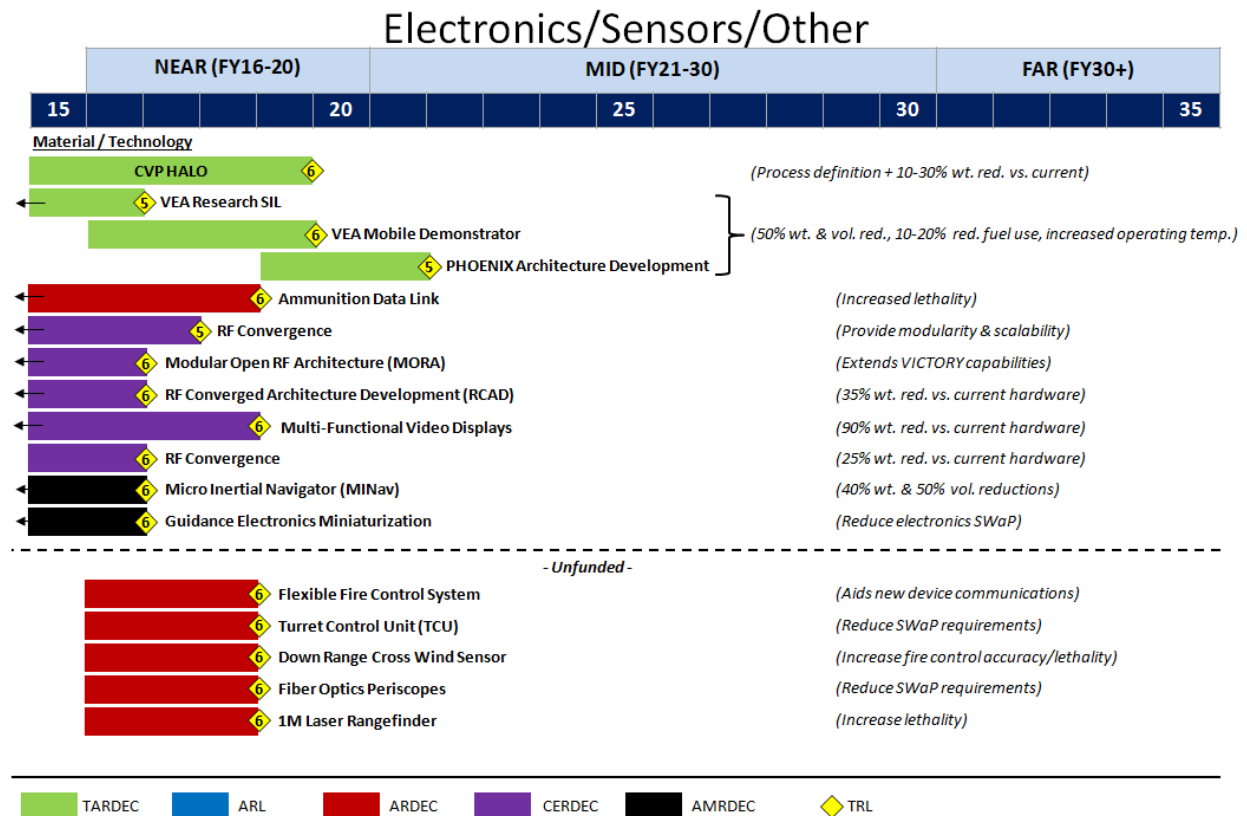 Electronics/Sensors/Other
NEAR (FY16-20) MID (FY21-30) FAR (FY30+)
15 20 25 30 35
Material / Technology
CVP HALO 6 (Process definition + 10-30% wt. red. vs. current)
5 VEA Research SIL
6 VEA Mobile Demonstrator (50% wt. & vol. red., 10-20% red. fuel use, increased operating temp.)
5 PHOENIX Architecture Development
6 Ammunition Data Link (Increased lethality)
5 RF Convergence (Provide modularity & scalability)
6 Modular Open RF Architecture (MORA) (Extends VICTORY capabilities)
6 RF Converged Architecture Development (RCAD) (35% wt. red. vs current hardware)
6 Multi-Functional Video Displays (90% wt. red. vs current hardware)
6 RF Convergence (25% wt. red. vs. current hardware)
6 Micro Inertial Navigator (MINav) (40% wt. & 50% vol. reductions)
6 Guidance Electronics Miniaturization (Reduce electronics SWaP)
- Unfunded -
6 Flexible Fire Control System (Aids new device communications)
6 Turret Control Unit (TCU) (Reduce SWaP requirements)
6 Down Range Cross Wind Sensor (Increase fire control accuracy/lethality)
6 Fiber Optics Periscopes (Reduce SWaP requirements)
6 1M Laser Rangefinder (Increase lethality)
TARDEC ARL ARDEC CERDEC AMRDEC TRL